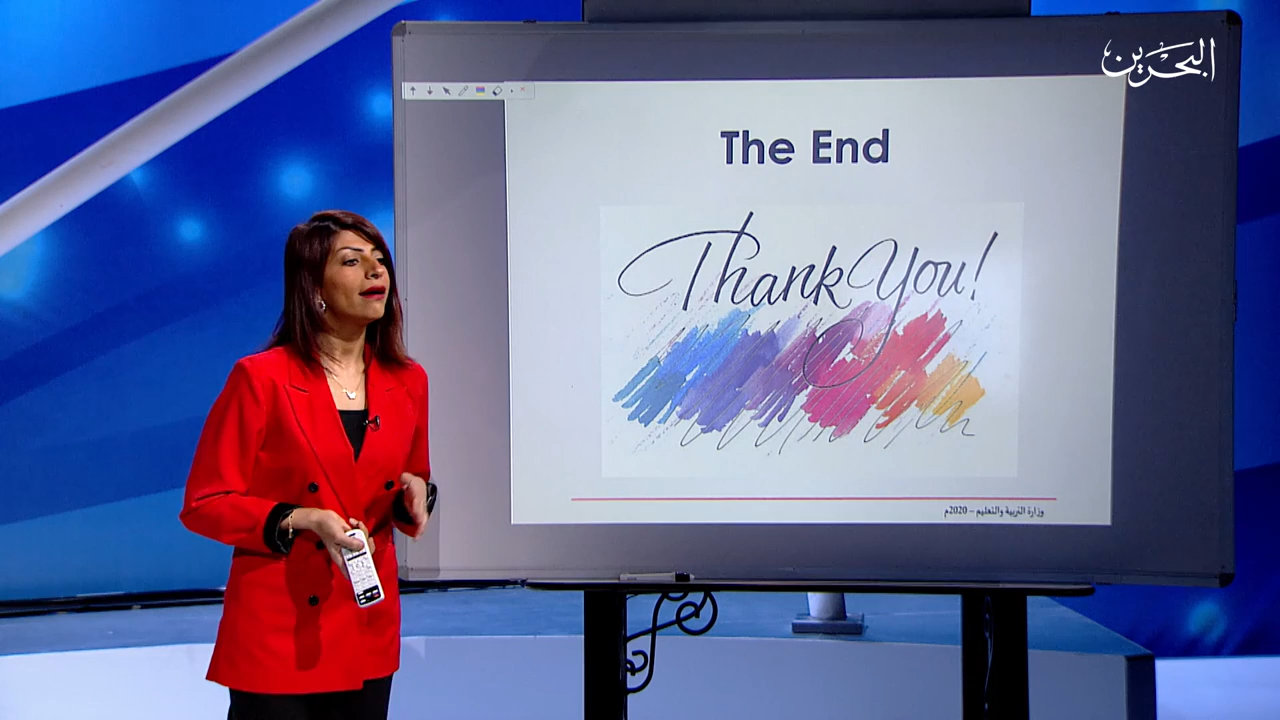 البحرين
The End
Thank You!
وزارة التربية والتعليم – 2020م